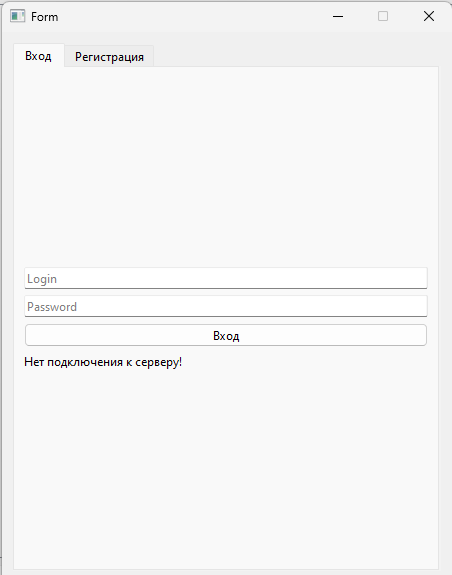 Form
Вход
Регистрация
Login
Password
Вход
Нет подключения к серверу!